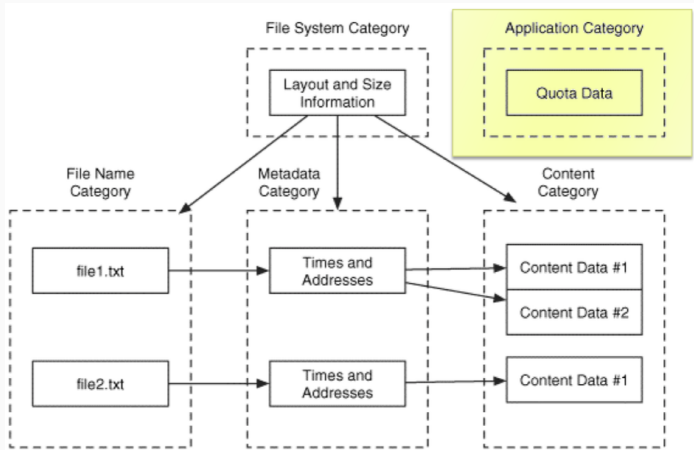 File System Category
Application Category
Layout and Size
Information
Quota Data
File Name
Category
Metadata
Category
Content
Category
file1.txt
Times and
Addresses
Content Data #1
Content Data #2
file2.txt
Times and
Addresses
Content Data #1